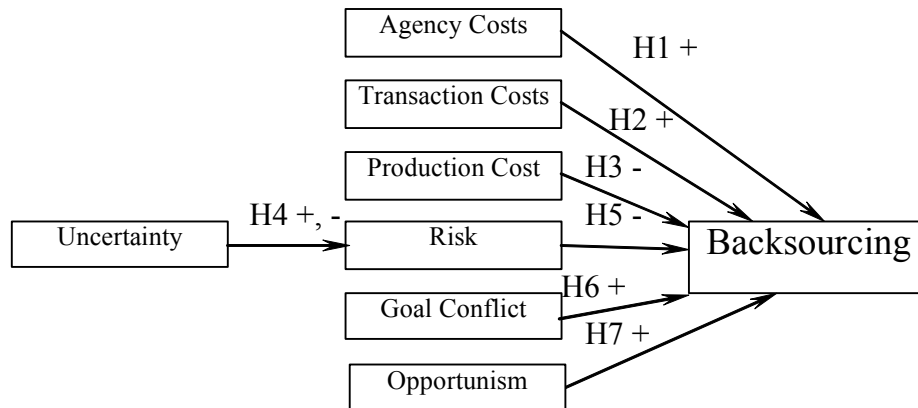 Agency Costs
H1 +
Transaction Costs
H2 +
Production Cost
H3 -
H4 +, -
H5 -
Uncertainty
Risk
Backsourcing
H6 +
Goal Conflict
H7 +
Opportunism